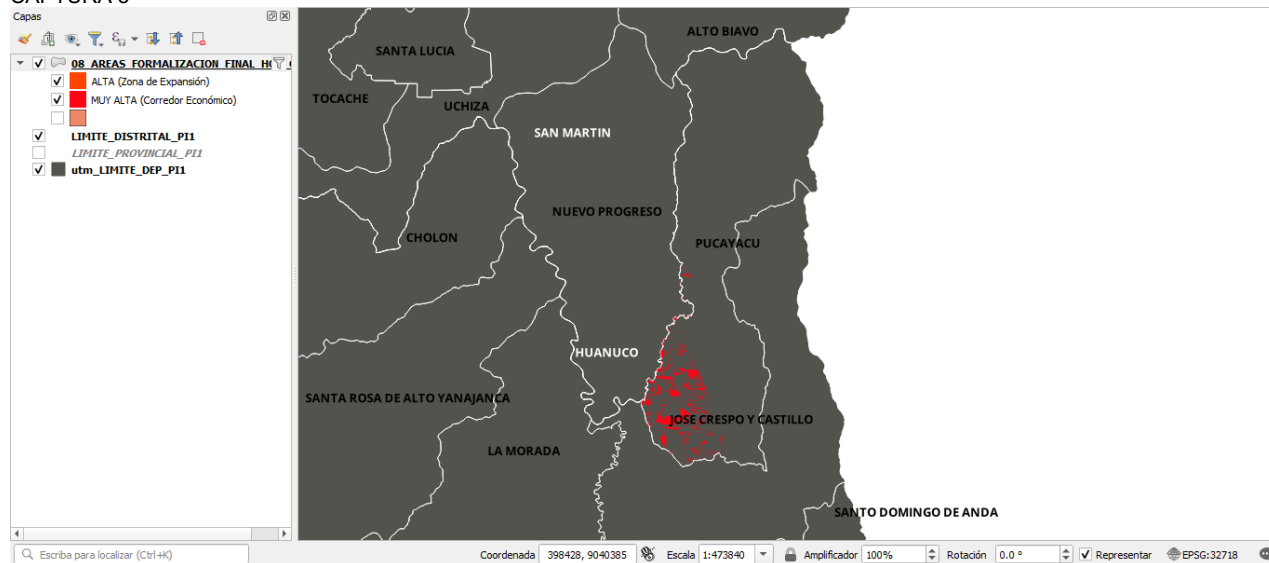 Capas
08_AREAS_FORMALIZACION_FINAL_H
ALTA (Zona de Expansión)
MUY ALTA (Corredor Económico)
LIMITE_DISTRITAL_PI1
LIMITE_PROVINCIAL_PI1
utm_LIMITE_DEP_PI1
ALTO BIAVO
SANTA LUCIA
TOCACHE
UCHIZA
SAN MARTIN
NUEVO PROGRESO
CHOLON
PUCAYACU
HUANUCO
SANTA ROSA DE ALTO YANAJANCA
JOSE CRESPO Y CASTILLO
LA MORADA
SANTO DOMINGO DE ANDA
Escriba para localizar (Ctrl+K)
Coordenada 398428, 9040385 Escala 1:473840 Amplificador 100% Rotación 0.0 ° Representar EPSG:32718